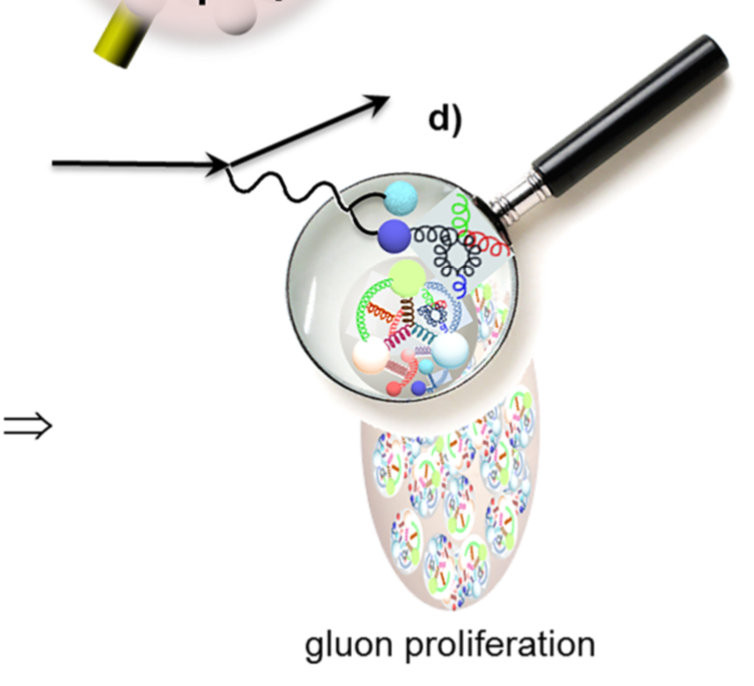 d)
⇒
gluon proliferation